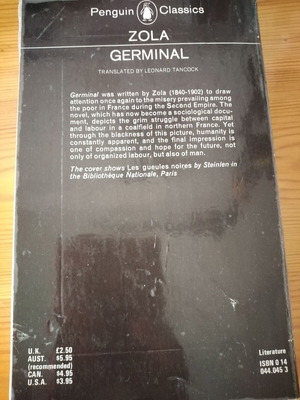 Penguin Classics
ZOLA
GERMINAL
TRANSLATED BY LEONARD TANCOCK
Germinal was written by Zola (1840-1902) to draw
attention once again to the misery prevailing among
the poor in France during the Second Empire. The
novel, which has now become a sociological docu-
ment, depicts the grim struggle between capital
and labour in a coalfield in northern France. Yet
through the blackness of this picture, humanity is
constantly apparent, and the final impression is
one of compassion and hope for the future, not
only of organized labour, but also of man.
The cover shows Les gueules noires by Steinlen in
the Bibliothèque Nationale, Paris
U.K. £2.50
AUST. $5.95
(recommended)
CAN. $4.95
U.S.A. $3.95
Literature
ISBN 0 14
044.045 3